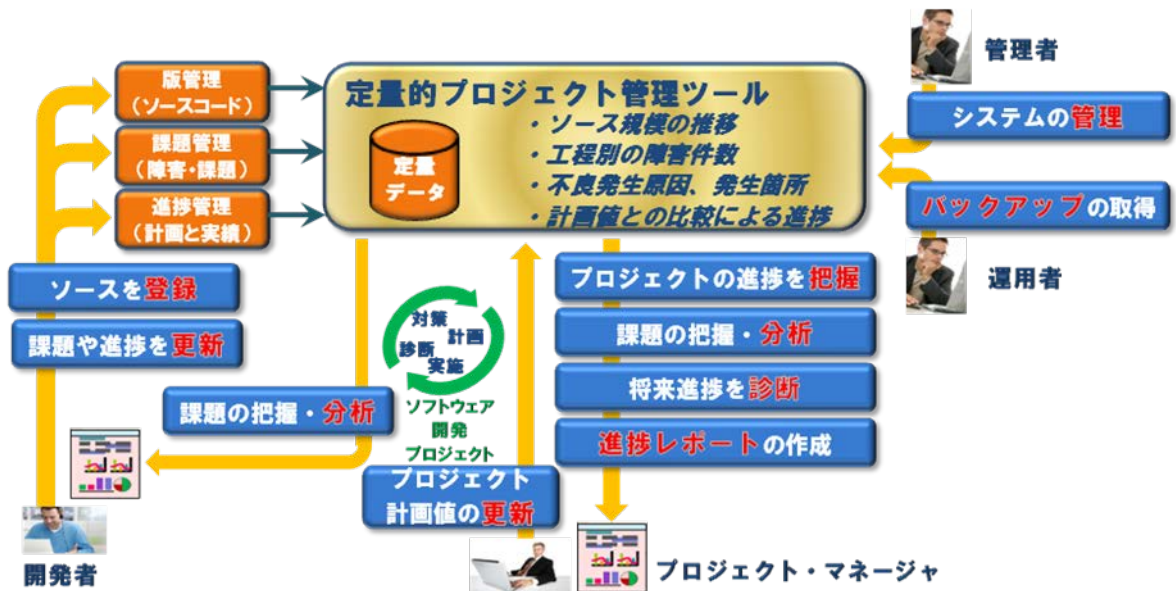 管理者
版管理
(ソースコード)
課題管理
(障害・課題)
進捗管理
(計画と実績)
定量的プロジェクト管理ツール
・ソース規模の推移
・工程別の障害件数
・不良発生原因、発生箇所
・計画値との比較による進捗
定量
データ
システムの管理
バックアップの取得
運用者
ソースを登録
課題や進捗を更新
課題の把握・分析
対策
計画
診断
実施
ソフトウェア
開発
プロジェクト
プロジェクト
計画値の更新
プロジェクトの進捗を把握
課題の把握・分析
将来進捗を診断
進捗レポートの作成
開発者
プロジェクト・マネージャ